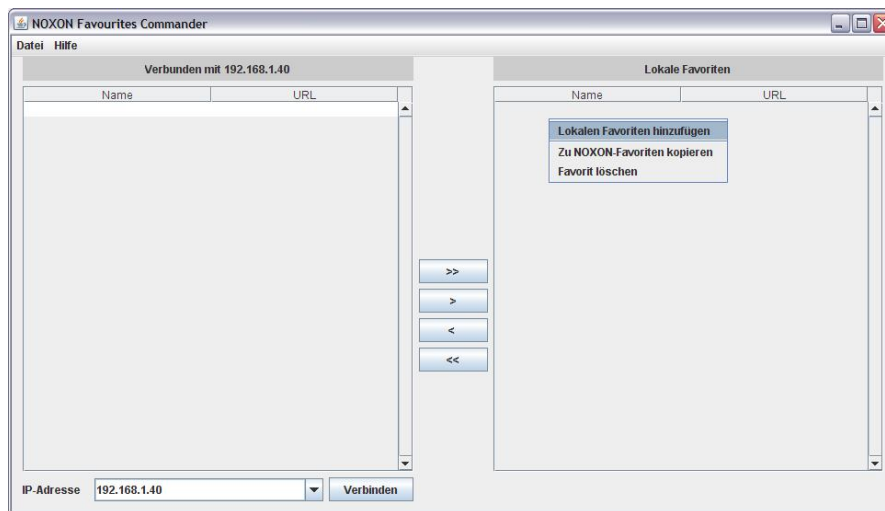 NOXON Favourites Commander
Datei Hilfe
Verbunden mit 192.168.1.40
Name URL
Lokale Favoriten
Name URL
Lokalen Favoriten hinzufügen
Zu NOXON-Favoriten kopieren
Favorit löschen
>>
>
<
<<
IP-Adresse 192.168.1.40 Verbinden